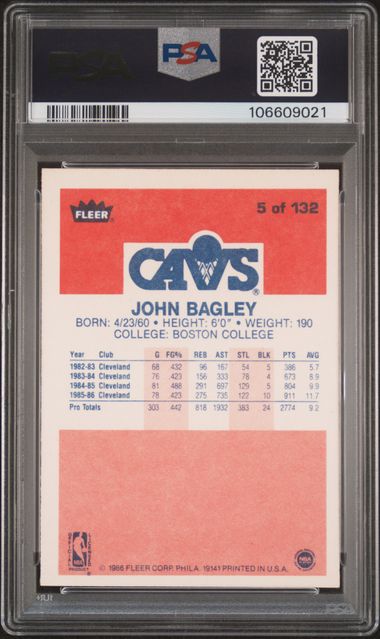 PSA
PSA
106609021
FLEER®
5 of 132
CAVS®
JOHN BAGLEY
BORN: 4/23/60 • HEIGHT: 6'0" • WEIGHT: 190
COLLEGE: BOSTON COLLEGE
Year Club G FG% REB AST STL BLK PTS AVG
1982-83 Cleveland 68 .432 96 167 54 5 386 5.7
1983-84 Cleveland 76 .423 156 333 78 4 673 8.9
1984-85 Cleveland 81 .488 291 697 129 5 804 9.9
1985-86 Cleveland 78 .423 275 735 122 10 911 11.7
Pro Totals 303 .442 818 1932 383 24 2774 9.2
NBA
© 1986 FLEER CORP. PHILA. 19141 PRINTED IN U.S.A.
PSA